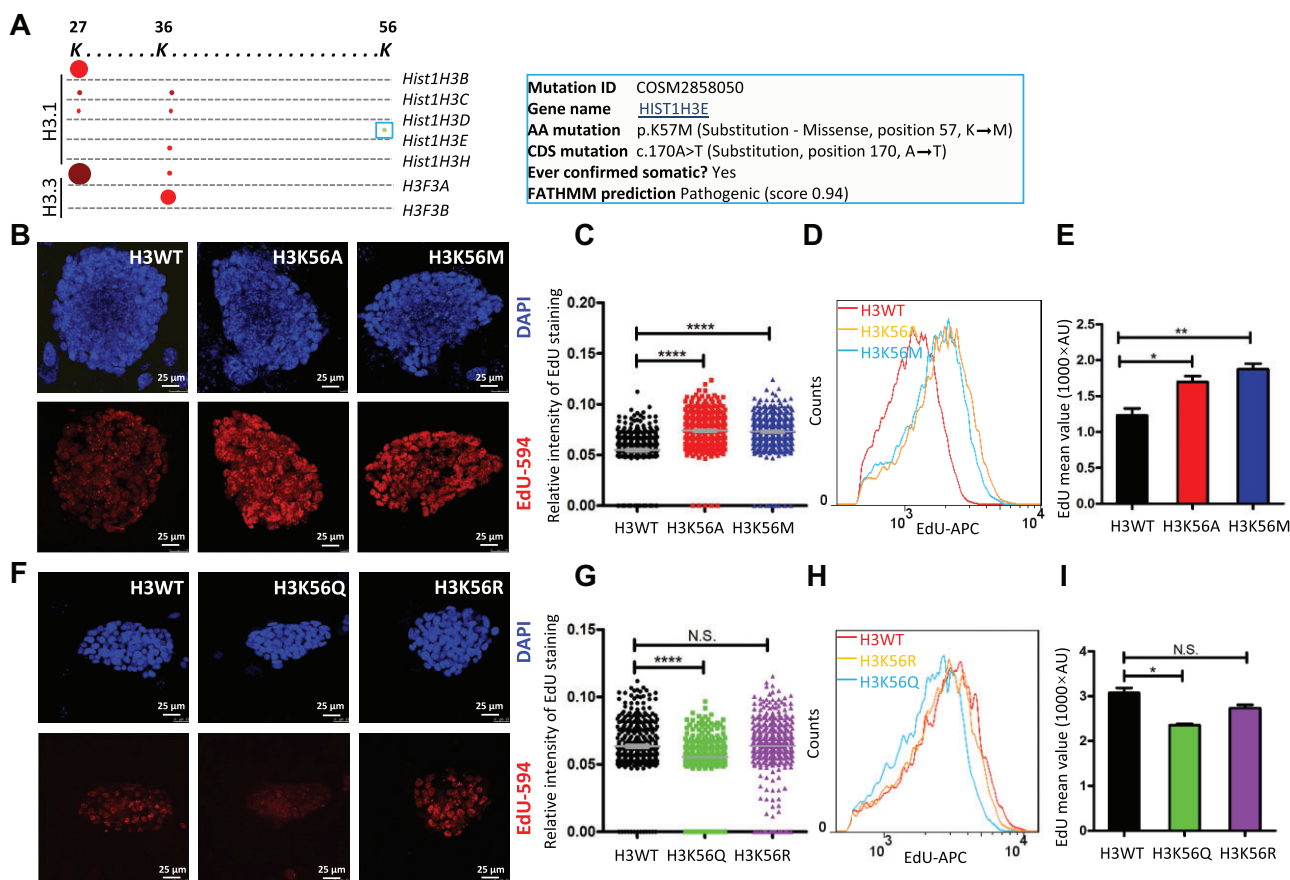 A
27 36 56
K . . . . . . . K . . . . . . . . . . . . . . . . . . . . K
Hist1H3B
Hist1H3C
Hist1H3D
Hist1H3E
Hist1H3H
H3F3A
H3F3B
H3.1
H3.3
Mutation ID COSM2858050
Gene name HIST1H3E
AA mutation p.K57M (Substitution - Missense, position 57, K→M)
CDS mutation c.170A>T (Substitution, position 170, A→T)
Ever confirmed somatic? Yes
FATHMM prediction Pathogenic (score 0.94)
B
H3WT H3K56A H3K56M
DAPI
25 µm 25 µm 25 µm
EdU-594
25 µm 25 µm 25 µm
C
Relative intensity of EdU staining
0.20
0.15
0.10
0.05
0.00
****
****
H3WT H3K56A H3K56M
D
H3WT
H3K56A
H3K56M
Counts
0
10³ 10⁴
EdU-APC
E
EdU mean value (1000×AU)
2.5
2.0
1.5
1.0
0.5
0.0
**
*
H3WT H3K56A H3K56M
F
H3WT H3K56Q H3K56R
DAPI
25 µm 25 µm 25 µm
EdU-594
25 µm 25 µm 25 µm
G
Relative intensity of EdU staining
0.15
0.10
0.05
0.00
N.S.
****
H3WT H3K56Q H3K56R
H
H3WT
H3K56R
H3K56Q
Counts
0
10³ 10⁴
EdU-APC
I
EdU mean value (1000×AU)
4
3
2
1
0
N.S.
*
H3WT H3K56Q H3K56R